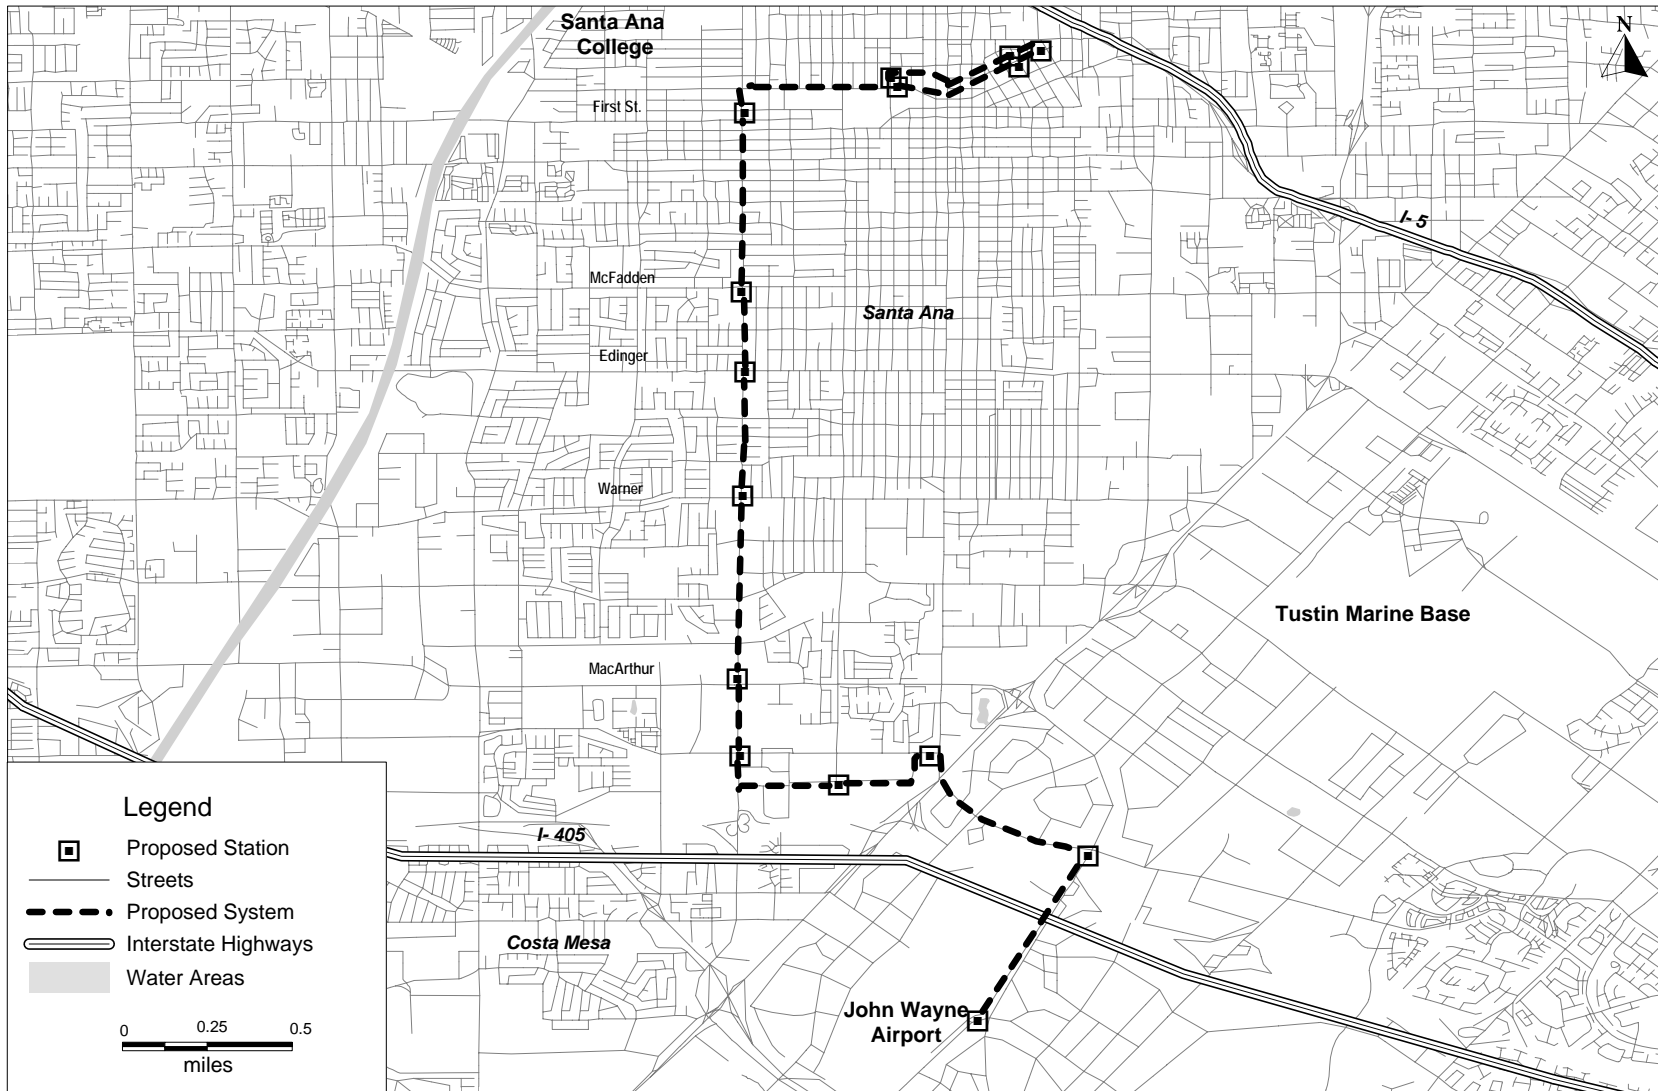 Santa Ana
College
N
First St.
I- 5
McFadden
Santa Ana
Edinger
Warner
Tustin Marine Base
MacArthur
I- 405
Costa Mesa
John Wayne
Airport
Legend
Proposed Station
Streets
Proposed System
Interstate Highways
Water Areas
0 0.25 0.5
miles